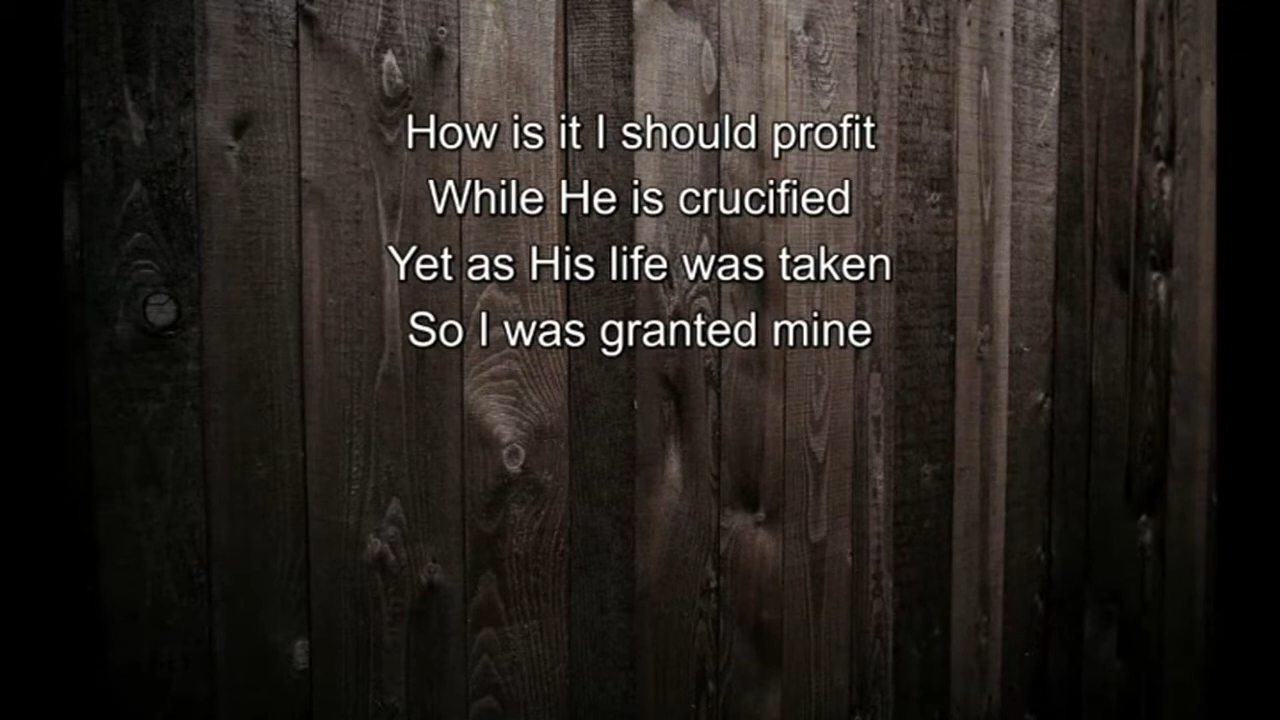 How is it I should profit
While He is crucified
Yet as His life was taken
So I was granted mine